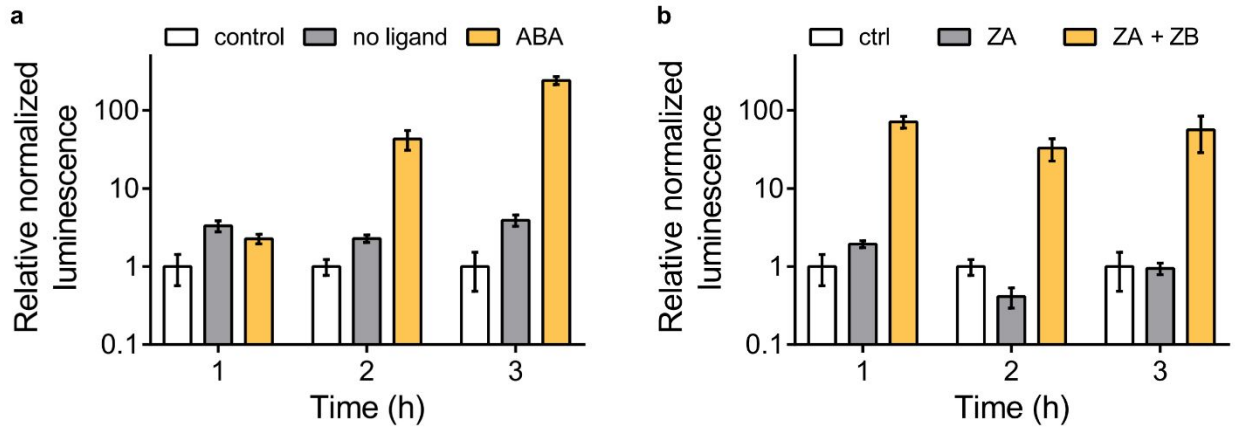 a
control no ligand ABA
Relative normalized
luminescence
100
10
1
0.1
1 2 3
Time (h)
b
ctrl ZA ZA + ZB
Relative normalized
luminescence
100
10
1
0.1
1 2 3
Time (h)